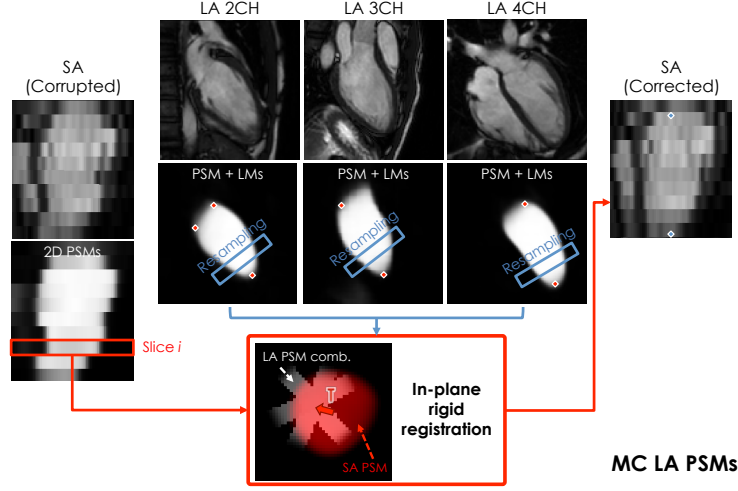 LA 2CH
LA 3CH
LA 4CH
SA
(Corrupted)
SA
(Corrected)
PSM + LMs
PSM + LMs
PSM + LMs
Resampling
Resampling
Resampling
2D PSMs
Slice i
LA PSM comb.
T
SA PSM
In-plane
rigid
registration
MC LA PSMs